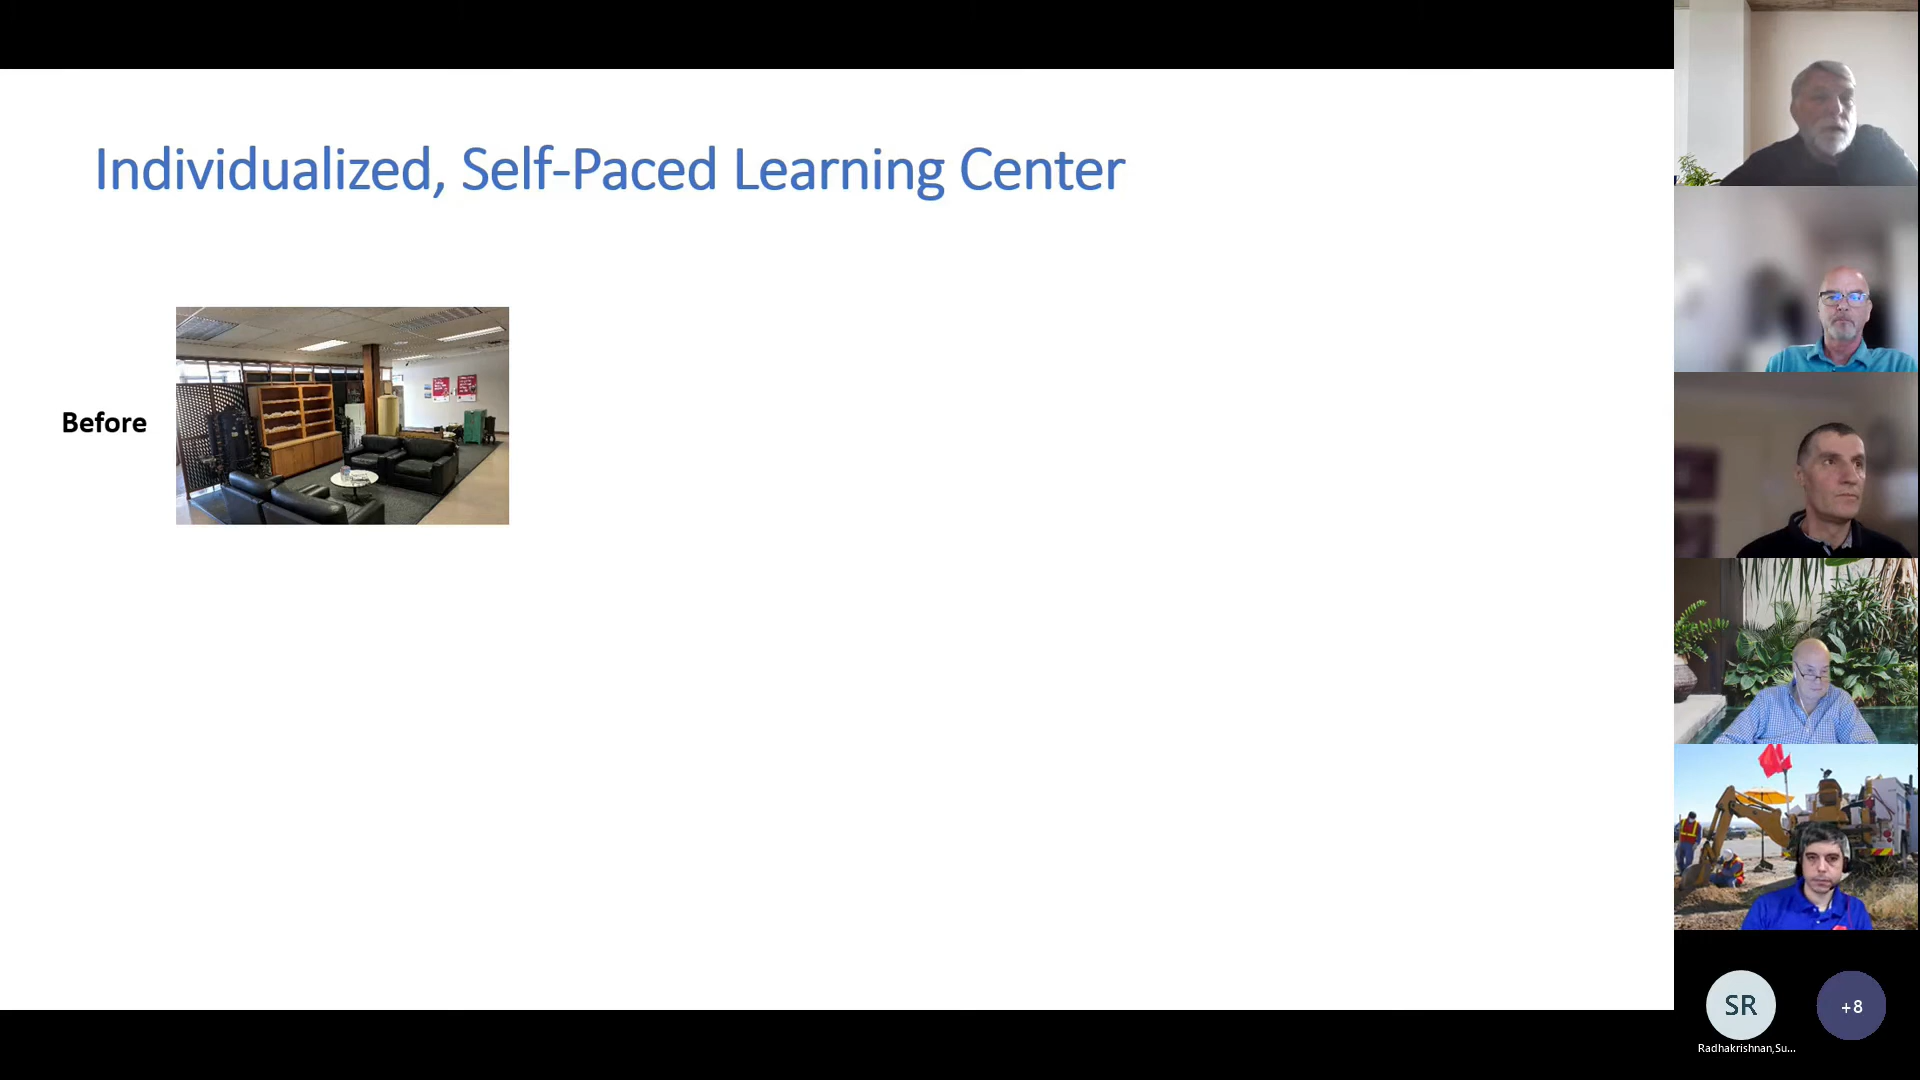 Individualized, Self-Paced Learning Center
Before
SR
+8
Radhakrishnan,Su...